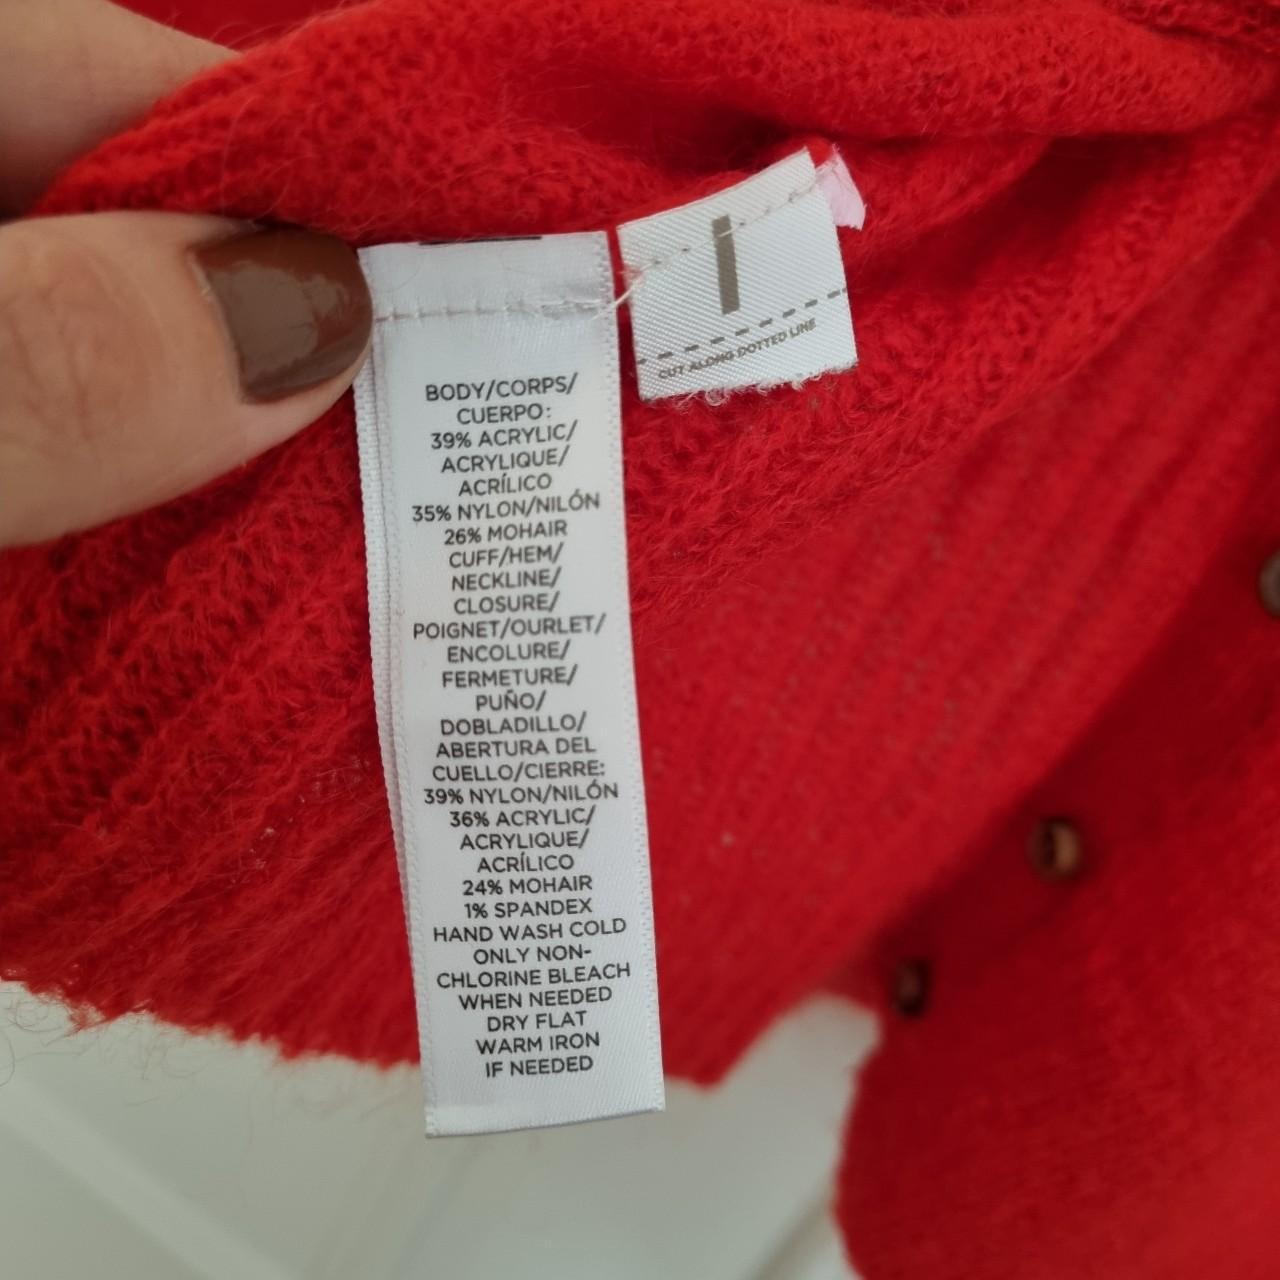 BODY/CORPS/
CUERPO:
39% ACRYLIC/
ACRYLIQUE/
ACRÍLICO
35% NYLON/NILÓN
26% MOHAIR
CUFF/HEM/
NECKLINE/
CLOSURE/
POIGNET/OURLET/
ENCOLURE/
FERMETURE/
PUÑO/
DOBLADILLO/
ABERTURA DEL
CUELLO/CIERRE:
39% NYLON/NILÓN
36% ACRYLIC/
ACRYLIQUE/
ACRÍLICO
24% MOHAIR
1% SPANDEX
HAND WASH COLD
ONLY NON-
CHLORINE BLEACH
WHEN NEEDED
DRY FLAT
WARM IRON
IF NEEDED
CUT ALONG DOTTED LINE